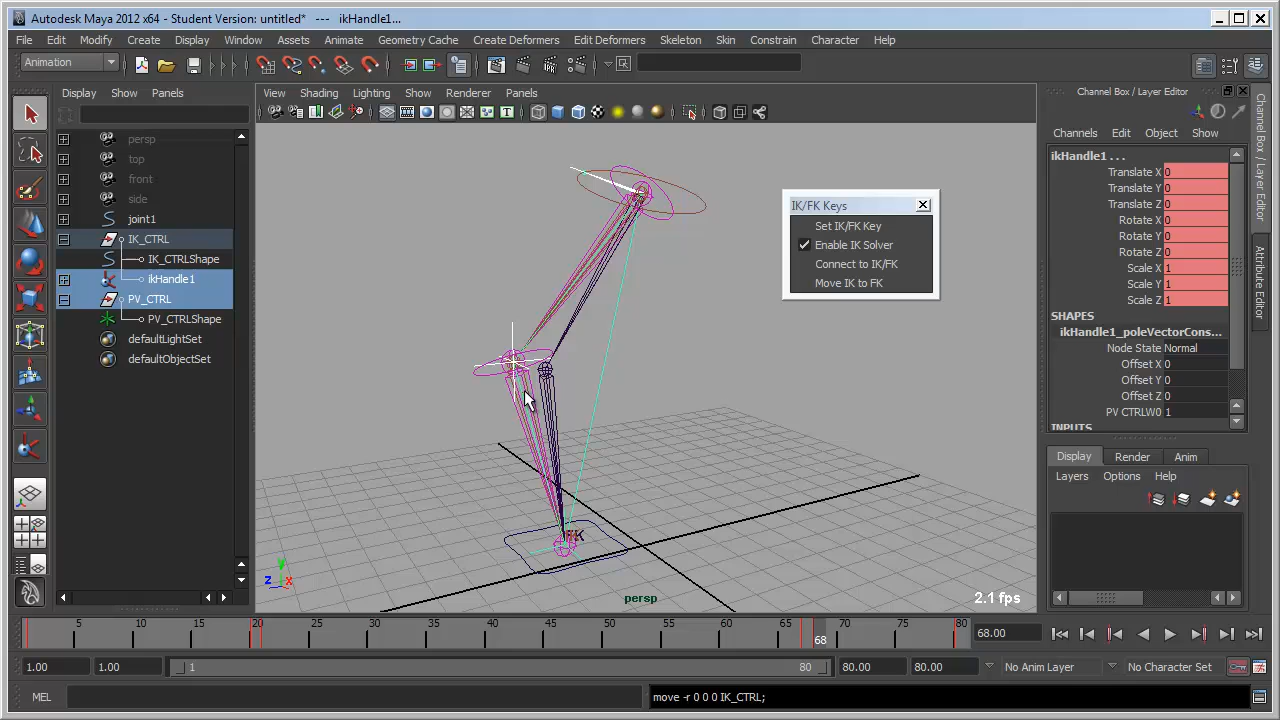 Autodesk Maya 2012 x64 - Student Version: untitled*   ---   ikHandle1...
File Edit Modify Create Display Window Assets Animate Geometry Cache Create Deformers Edit Deformers Skeleton Skin Constrain Character Help
Animation
Display Show Panels
View Shading Lighting Show Renderer Panels
Channel Box / Layer Editor
Channels Edit Object Show
persp
top
front
side
joint1
IK_CTRL
IK_CTRLShape
ikHandle1
PV_CTRL
PV_CTRLShape
defaultLightSet
defaultObjectSet
IK/FK Keys
Set IK/FK Key
Enable IK Solver
Connect to IK/FK
Move IK to FK
IK
persp
2.1 fps
ikHandle1 . . .
Translate X 0
Translate Y 0
Translate Z 0
Rotate X 0
Rotate Y 0
Rotate Z 0
Scale X 1
Scale Y 1
Scale Z 1
SHAPES
ikHandle1_poleVectorCons...
Node State Normal
Offset X 0
Offset Y 0
Offset Z 0
PV CTRLW0 1
INPUTS
Display Render Anim
Layers Options Help
Channel Box / Layer Editor
Attribute Editor
5 10 15 20 25 30 35 40 45 50 55 60 65 68 70 75 80
68.00
1.00 1.00 1 80 80.00 80.00 No Anim Layer No Character Set
MEL move -r 0 0 0 IK_CTRL;